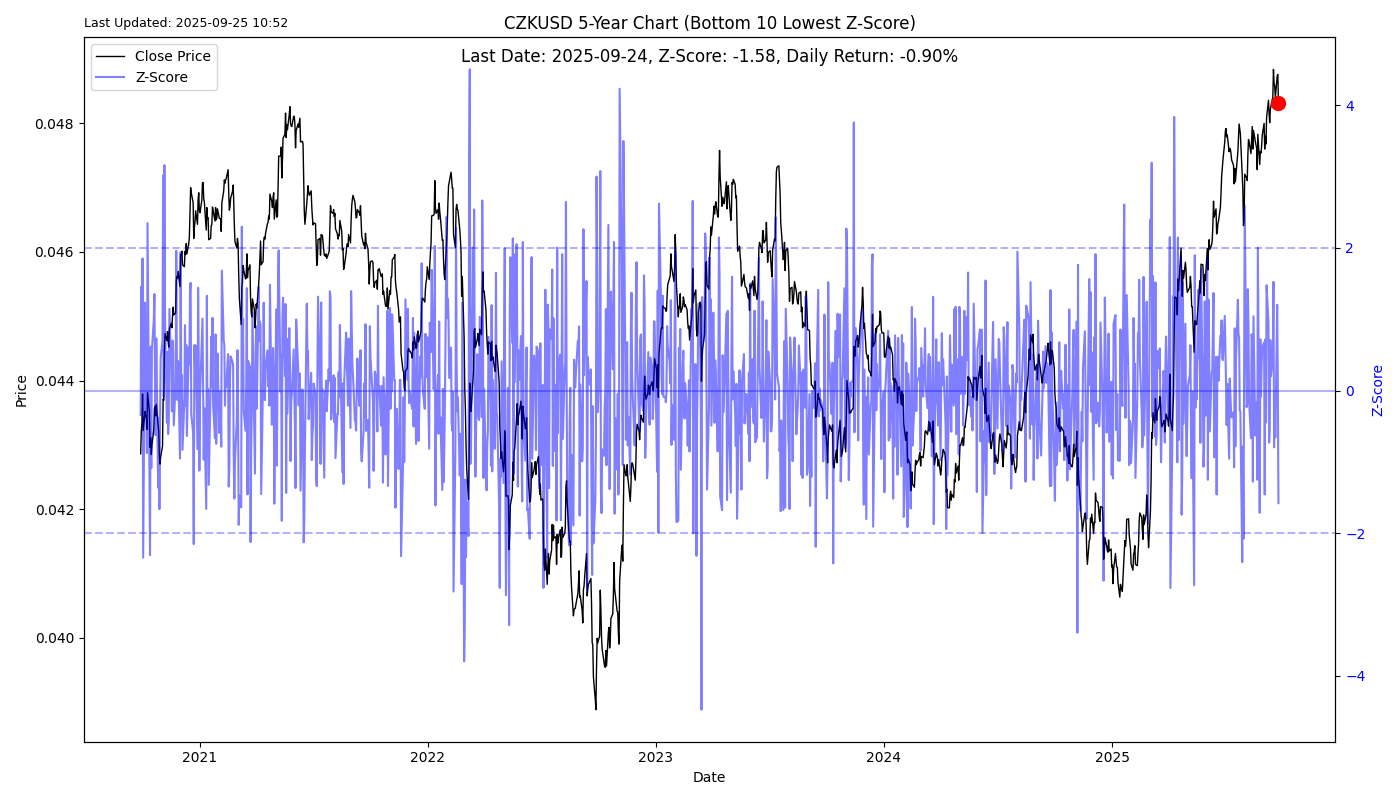 Last Updated: 2025-09-25 10:52
CZKUSD 5-Year Chart (Bottom 10 Lowest Z-Score)
Last Date: 2025-09-24, Z-Score: -1.58, Daily Return: -0.90%
Close Price
Z-Score
0.048
0.046
0.044
0.042
0.040
Price
4
2
0
−2
−4
Z-Score
2021
2022
2023
2024
2025
Date